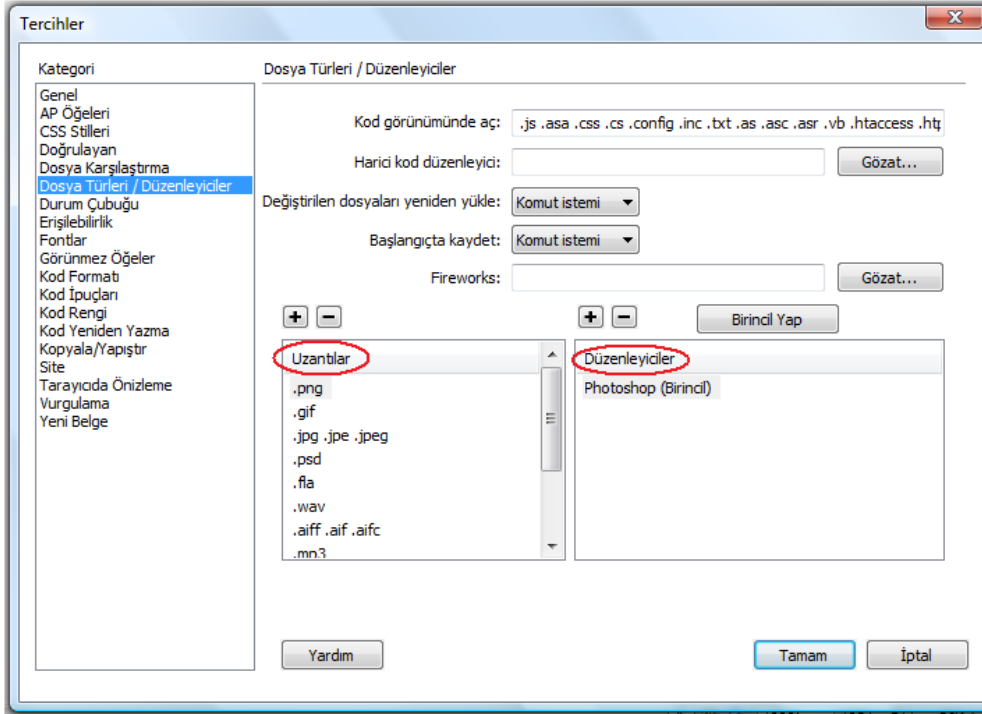 Tercihler
Kategori
Genel
AP Öğeleri
CSS Stilleri
Doğrulayan
Dosya Karşılaştırma
Dosya Türleri / Düzenleyiciler
Durum Çubuğu
Erişilebilirlik
Fontlar
Görünmez Öğeler
Kod Formatı
Kod İpuçları
Kod Rengi
Kod Yeniden Yazma
Kopyala/Yapıştır
Site
Tarayıcıda Önizleme
Vurgulama
Yeni Belge
Dosya Türleri / Düzenleyiciler
Kod görünümünde aç: .js .asa .css .cs .config .inc .txt .as .asc .asr .vb .htaccess
Harici kod düzenleyici: Gözat...
Değiştirilen dosyaları yeniden yükle: Komut istemi
Başlangıçta kaydet: Komut istemi
Fireworks: Gözat...
Birincil Yap
Uzantılar
.png
.gif
.jpg .jpe .jpeg
.psd
.fla
.wav
.aiff .aif .aifc
.mp3
Düzenleyiciler
Photoshop (Birincil)
Yardım
Tamam
İptal